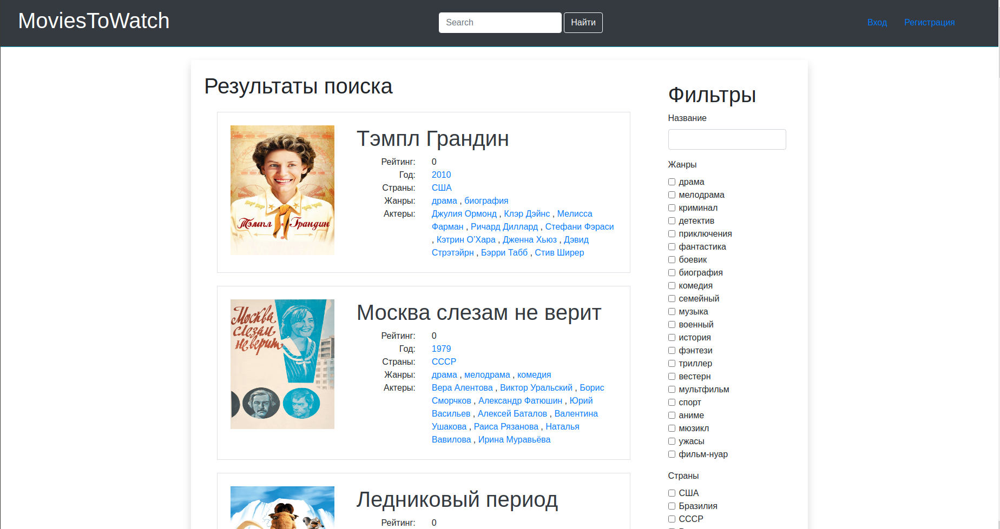 MoviesToWatch
Search
Найти
Вход
Регистрация
Результаты поиска
Тэмпл Грандин
Тэмпл Грандин
Рейтинг: 0
Год: 2010
Страны: США
Жанры: драма , биография
Актеры: Джулия Ормонд , Клэр Дэйнс , Мелисса
Фарман , Ричард Диллард , Стефани Фэраси
, Кэтрин О’Хара , Дженна Хьюз , Дэвид
Стрэтэйрн , Бэрри Табб , Стив Ширер
Москва
слезам
не верит
Москва слезам не верит
Рейтинг: 0
Год: 1979
Страны: СССР
Жанры: драма , мелодрама , комедия
Актеры: Вера Алентова , Виктор Уральский , Борис
Сморчков , Александр Фатюшин , Юрий
Васильев , Алексей Баталов , Валентина
Ушакова , Раиса Рязанова , Наталья
Вавилова , Ирина Муравьёва
Ледниковый период
Рейтинг: 0
Фильтры
Название
Жанры
драма
мелодрама
криминал
детектив
приключения
фантастика
боевик
биография
комедия
семейный
музыка
военный
история
фэнтези
триллер
вестерн
мультфильм
спорт
аниме
мюзикл
ужасы
фильм-нуар
Страны
США
Бразилия
СССР